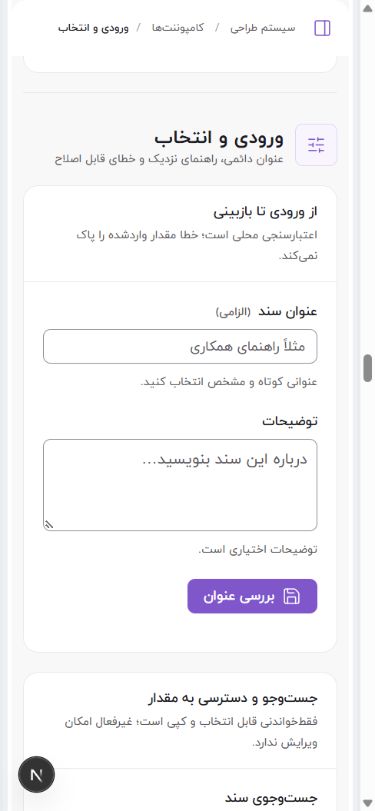 سیستم طراحی / کامپوننت‌ها / ورودی و انتخاب
ورودی و انتخاب
عنوان دائمی، راهنمای نزدیک و خطای قابل اصلاح
از ورودی تا بازبینی
اعتبارسنجی محلی است؛ خطا مقدار واردشده را پاک
نمی‌کند.
عنوان سند (الزامی)
مثلاً راهنمای همکاری
عنوانی کوتاه و مشخص انتخاب کنید.
توضیحات
درباره این سند بنویسید...
توضیحات اختیاری است.
بررسی عنوان
جست‌وجو و دسترسی به مقدار
فقط‌خواندنی قابل انتخاب و کپی است؛ غیرفعال امکان
ویرایش ندارد.
جست‌وجوی سند
N